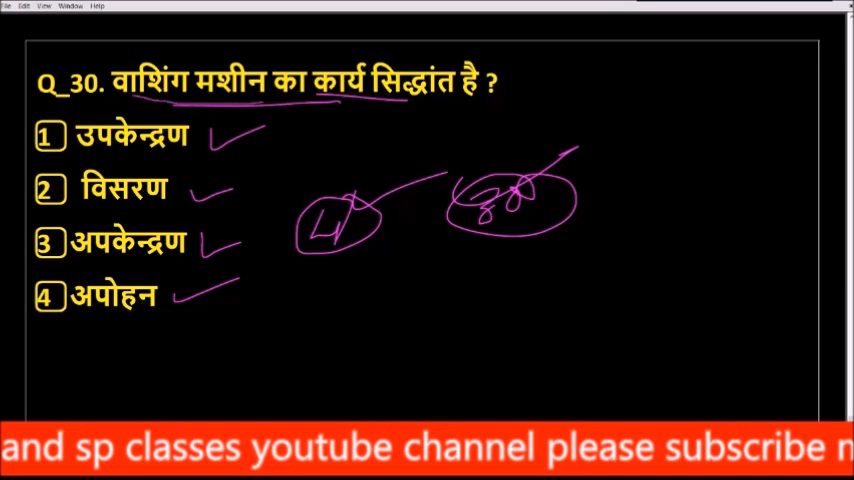 File Edit View Window Help
Q_30. वाशिंग मशीन का कार्य सिद्धांत है ?
1 उपकेन्द्रण
2 विसरण
3 अपकेन्द्रण
4 अपोहन
4
and sp classes youtube channel please subscribe m